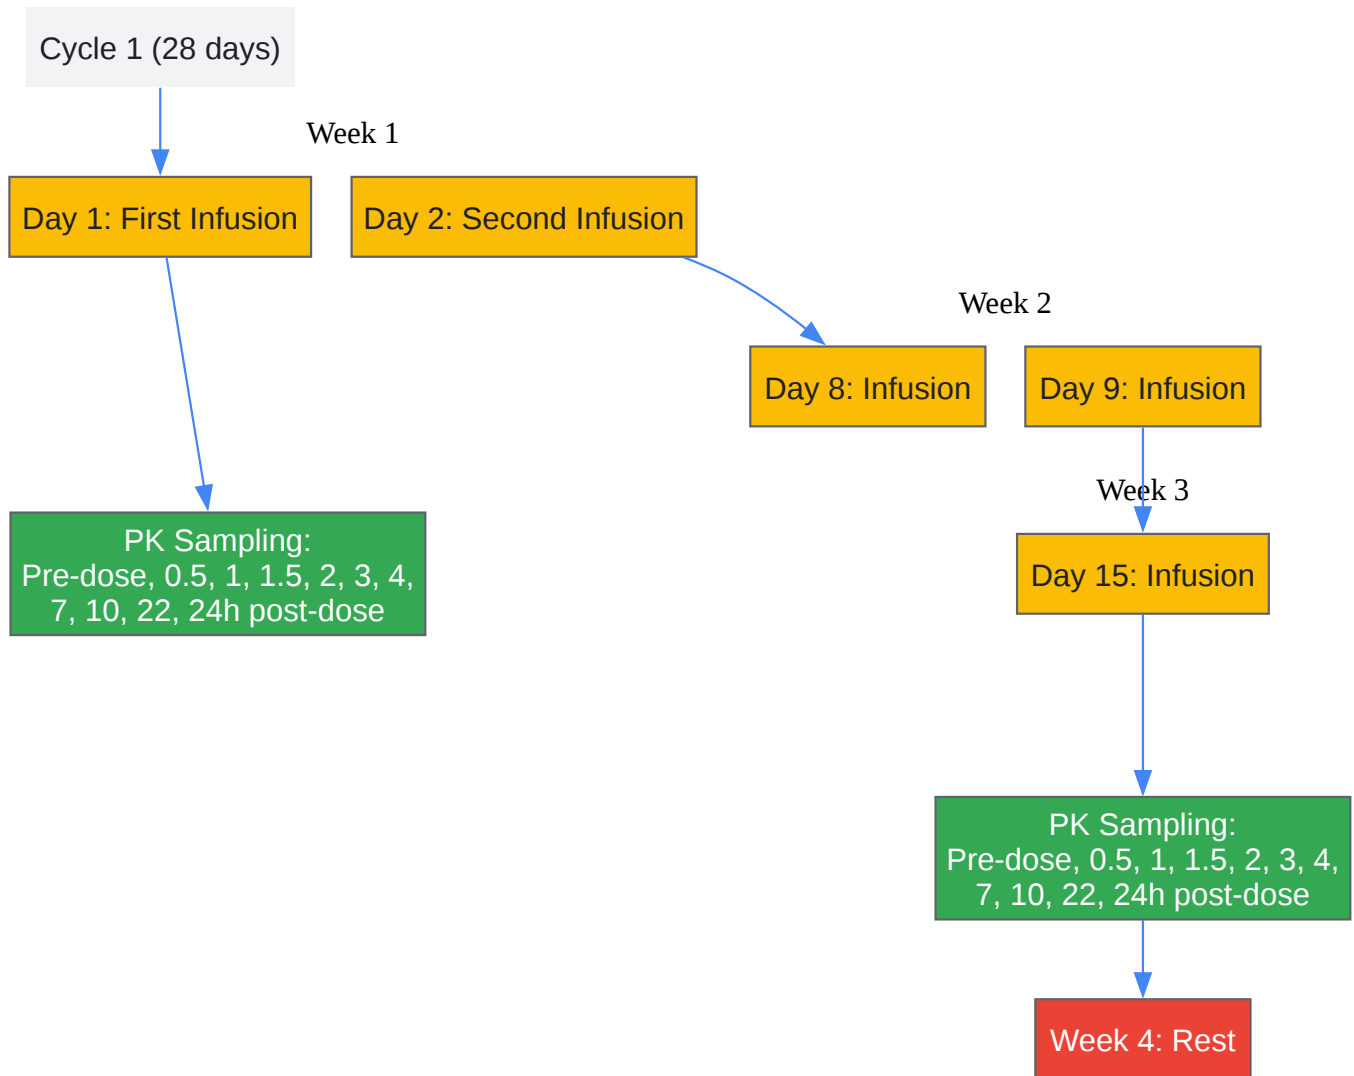 Cycle 1 (28 days)
Week 1
Day 1: First Infusion
Day 2: Second Infusion
Week 2
Day 8: Infusion
Day 9: Infusion
Week 3
Day 15: Infusion
PK Sampling:
Pre-dose, 0.5, 1, 1.5, 2, 3, 4,
7, 10, 22, 24h post-dose
PK Sampling:
Pre-dose, 0.5, 1, 1.5, 2, 3, 4,
7, 10, 22, 24h post-dose
Week 4: Rest